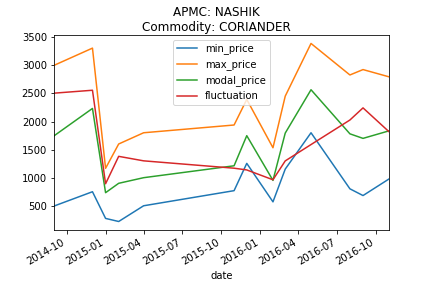 APMC: NASHIK
Commodity: CORIANDER
3500
3000
2500
2000
1500
1000
500
min_price
max_price
modal_price
fluctuation
2014-10
2015-01
2015-04
2015-07
2015-10
2016-01
2016-04
2016-07
2016-10
date